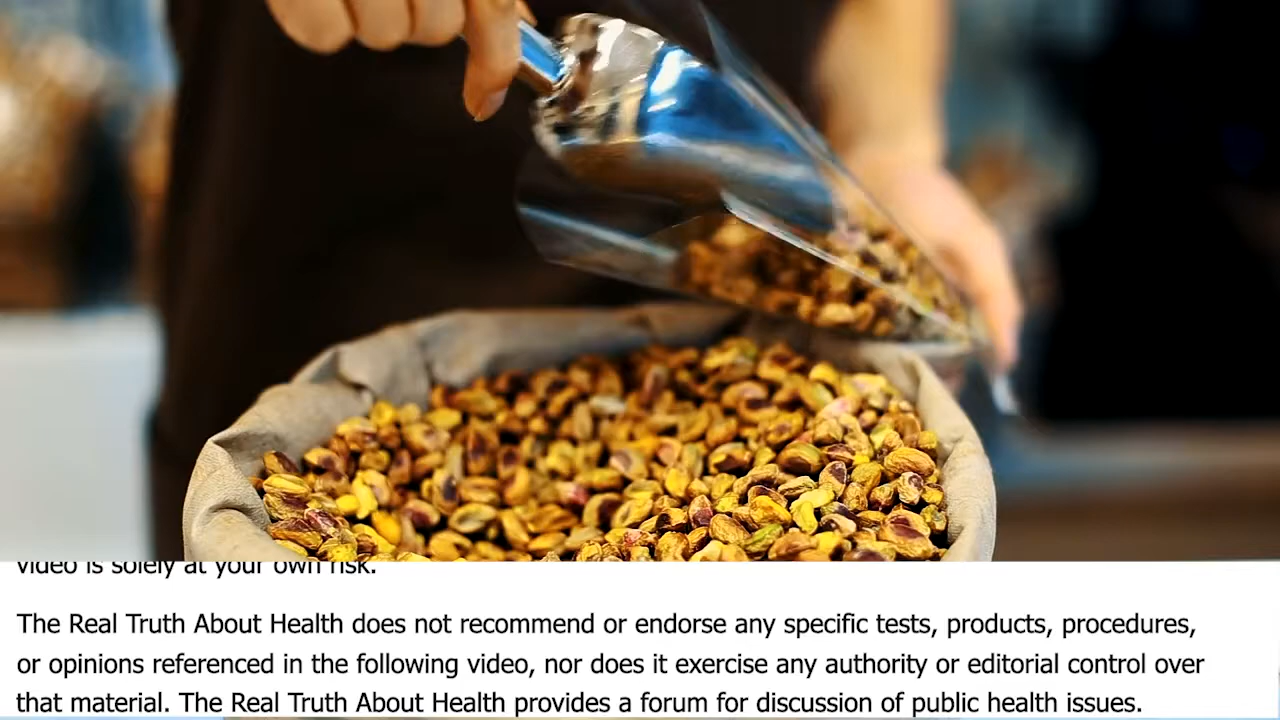 video is solely at your own risk.
The Real Truth About Health does not recommend or endorse any specific tests, products, procedures,
or opinions referenced in the following video, nor does it exercise any authority or editorial control over
that material. The Real Truth About Health provides a forum for discussion of public health issues.